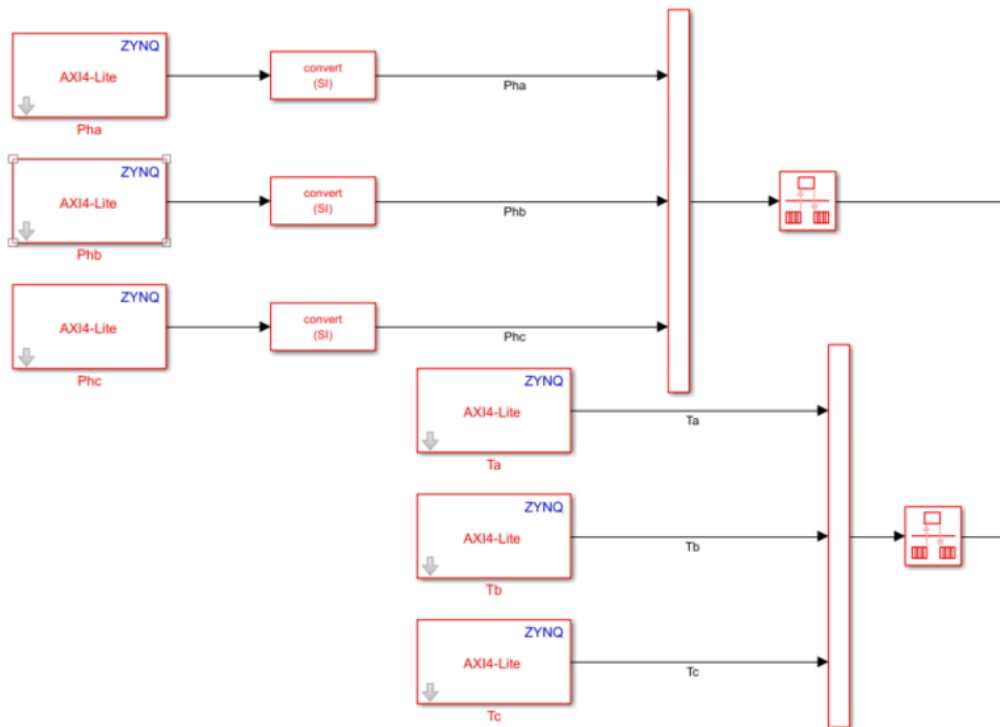 ZYNQ
AXI4-Lite
Pha
convert
(SI)
Pha
ZYNQ
AXI4-Lite
Phb
convert
(SI)
Phb
ZYNQ
AXI4-Lite
Phc
convert
(SI)
Phc
ZYNQ
AXI4-Lite
Ta
Ta
ZYNQ
AXI4-Lite
Tb
Tb
ZYNQ
AXI4-Lite
Tc
Tc